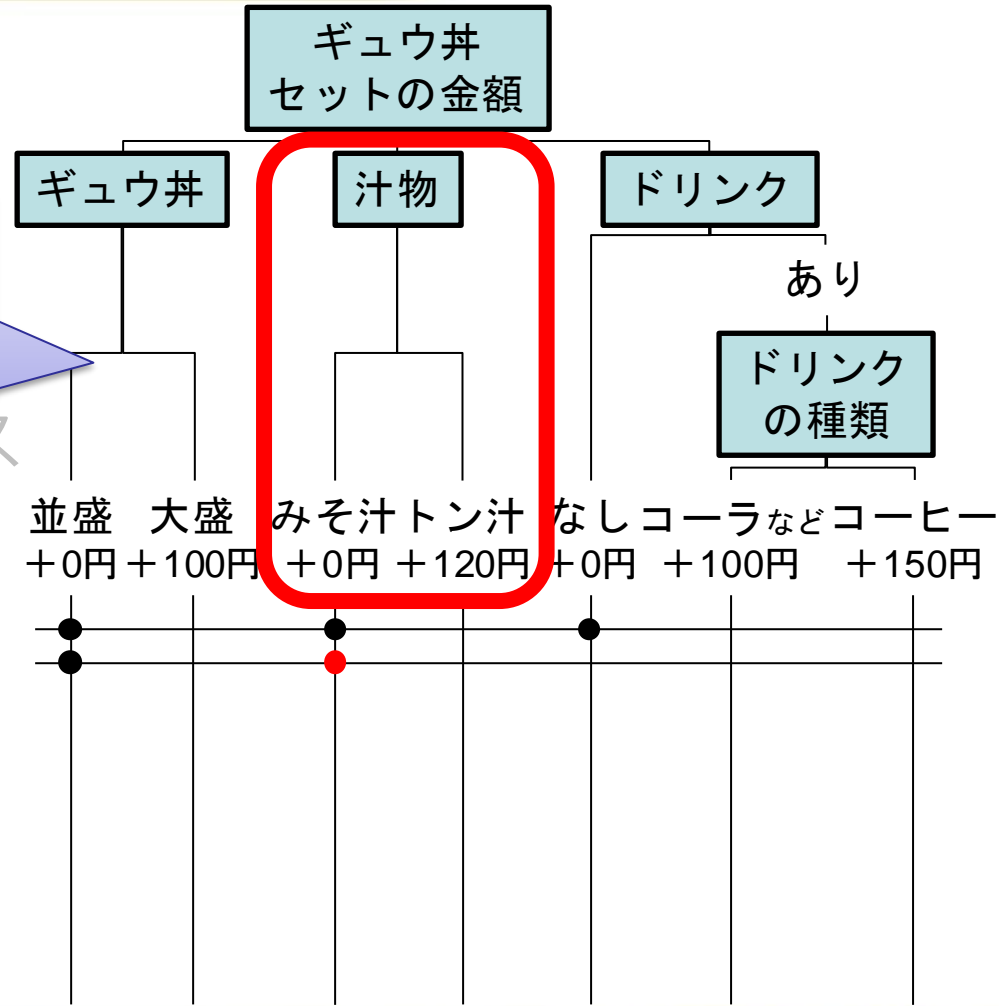 ギュウ丼
セットの金額
ギュウ丼 汁物 ドリンク
あり
ドリンク
の種類
並盛 大盛 みそ汁 トン汁 なし コーラなど コーヒー
+0円 +100円 +0円 +120円 +0円 +100円 +150円
ス